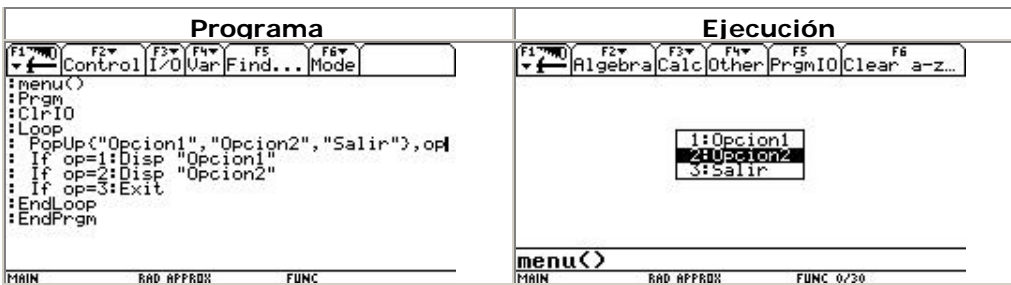 Programa
Ejecución
F1 F2 F3 F4 F5 F6
Control I/O Var Find... Mode
:menu()
:Prgm
:ClrIO
:Loop
: PopUp{"Opcion1","Opcion2","Salir"},op
: If op=1:Disp "Opcion1"
: If op=2:Disp "Opcion2"
: If op=3:Exit
:EndLoop
:EndPrgm
MAIN RAD APPROX FUNC
F1 F2 F3 F4 F5 F6
Algebra Calc Other PrgmIO Clear a-z...
1:Opcion1
2:Opcion2
3:Salir
menu()
MAIN RAD APPROX FUNC 0/30